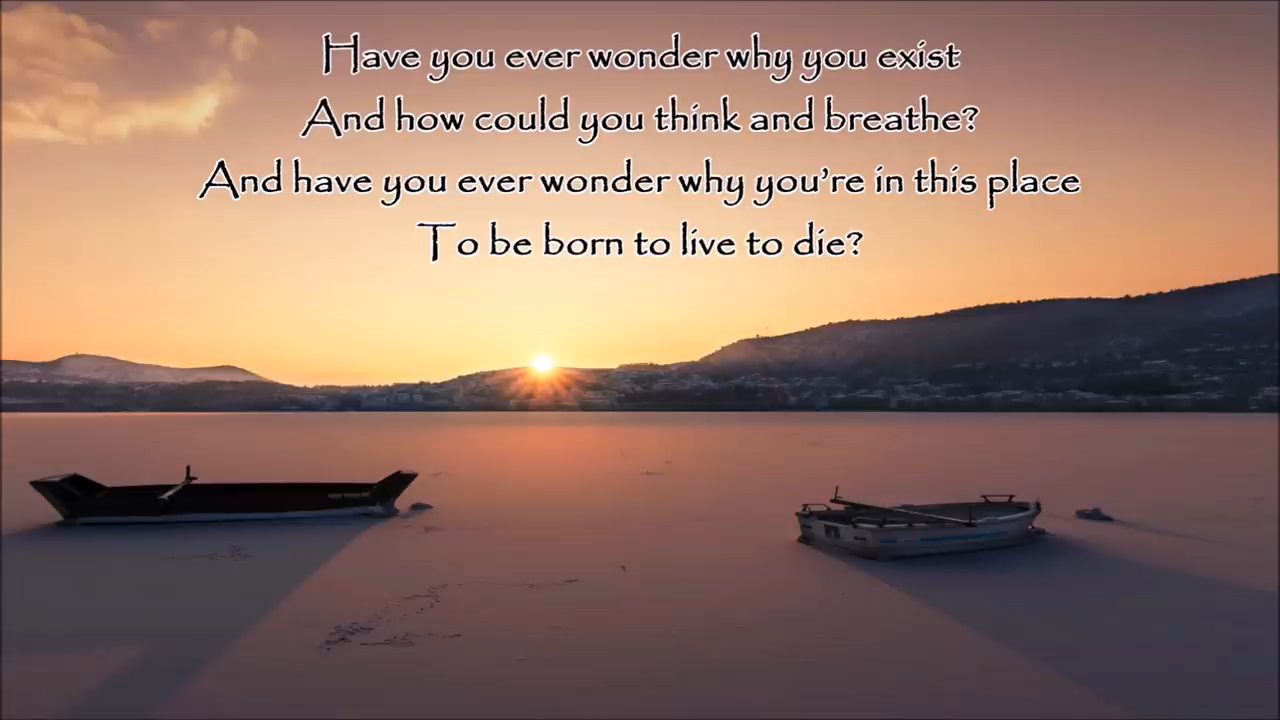 Have you ever wonder why you exist
And how could you think and breathe?
And have you ever wonder why you're in this place
To be born to live to die?